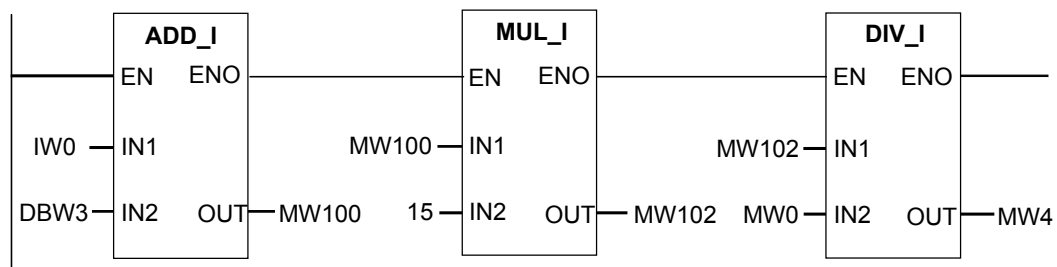 ADD_I MUL_I DIV_I
EN ENO EN ENO EN ENO
IW0 IN1 MW100 IN1 MW102 IN1
DBW3 IN2 OUT MW100 15 IN2 OUT MW102 MW0 IN2 OUT MW4